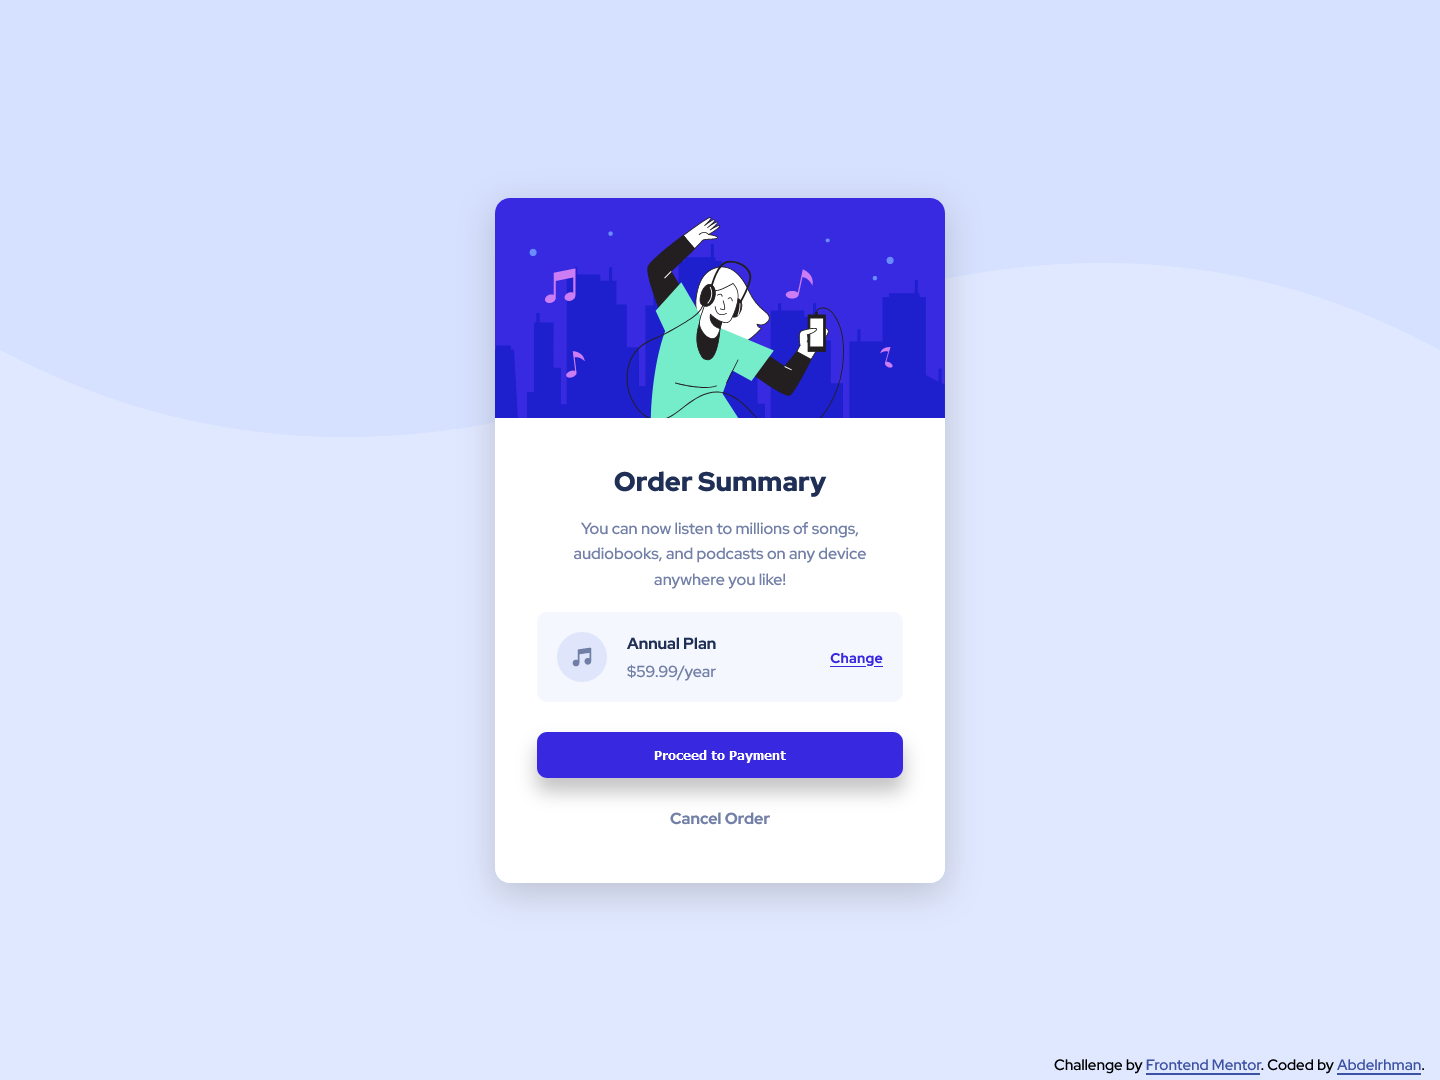 Order Summary
You can now listen to millions of songs,
audiobooks, and podcasts on any device
anywhere you like!
Annual Plan
$59.99/year
Change
Proceed to Payment
Cancel Order
Challenge by Frontend Mentor. Coded by Abdelrhman.